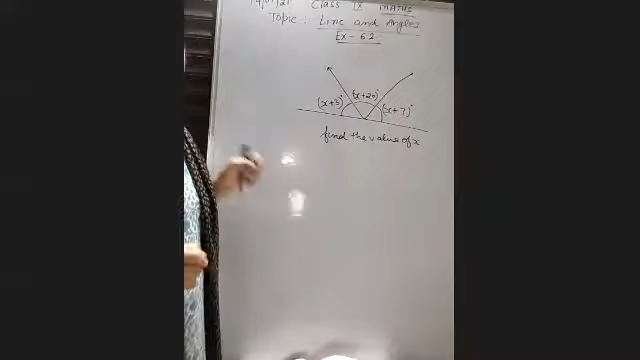 Class IX MATHS
Topic : Line and Angles
Ex - 6.2
(x+3)°
(x+20)°
(x+7)°
find the value of x